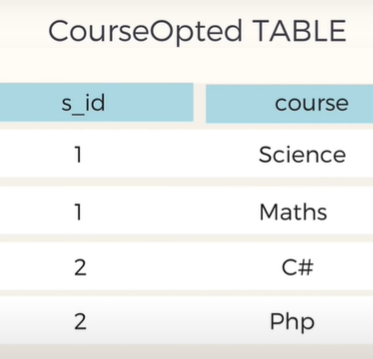 CourseOpted TABLE
s_id course
1 Science
1 Maths
2 C#
2 Php